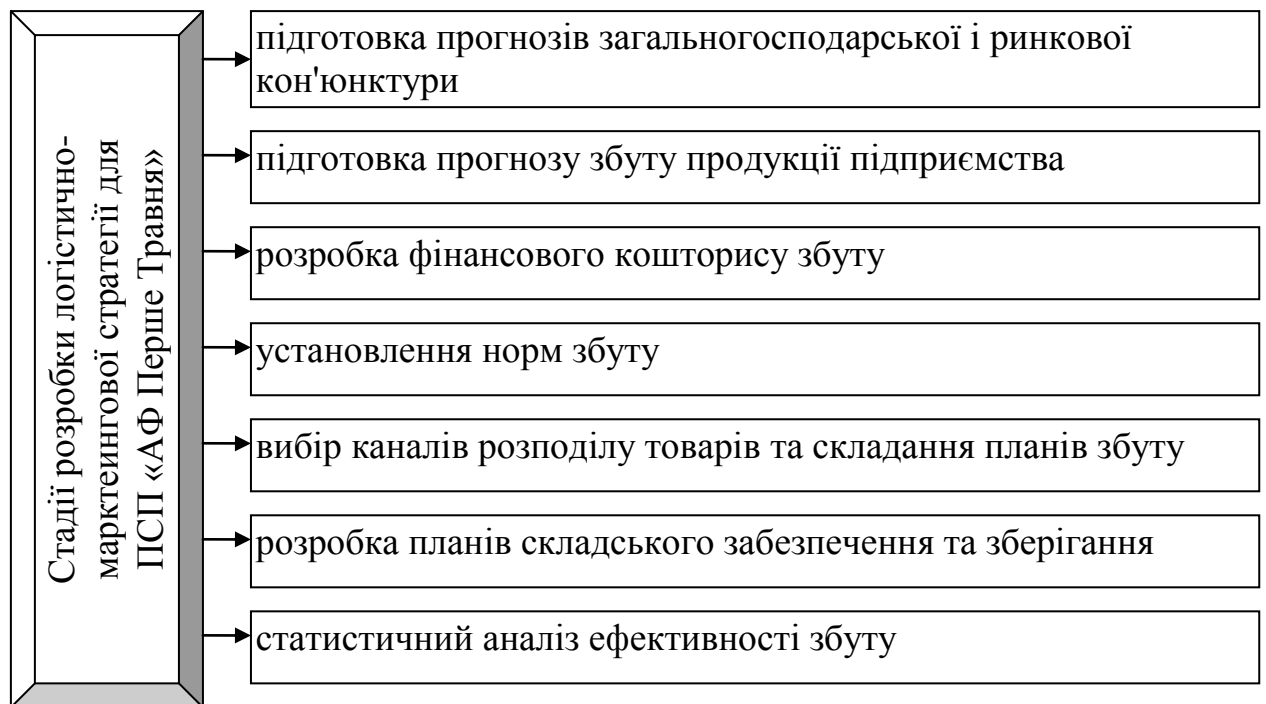 Стадії розробки логістично-
марктеингової стратегії для
ПСП «АФ Перше Травня»
підготовка прогнозів загальногосподарської і ринкової
кон'юнктури
підготовка прогнозу збуту продукції підприємства
розробка фінансового кошторису збуту
установлення норм збуту
вибір каналів розподілу товарів та складання планів збуту
розробка планів складського забезпечення та зберігання
статистичний аналіз ефективності збуту